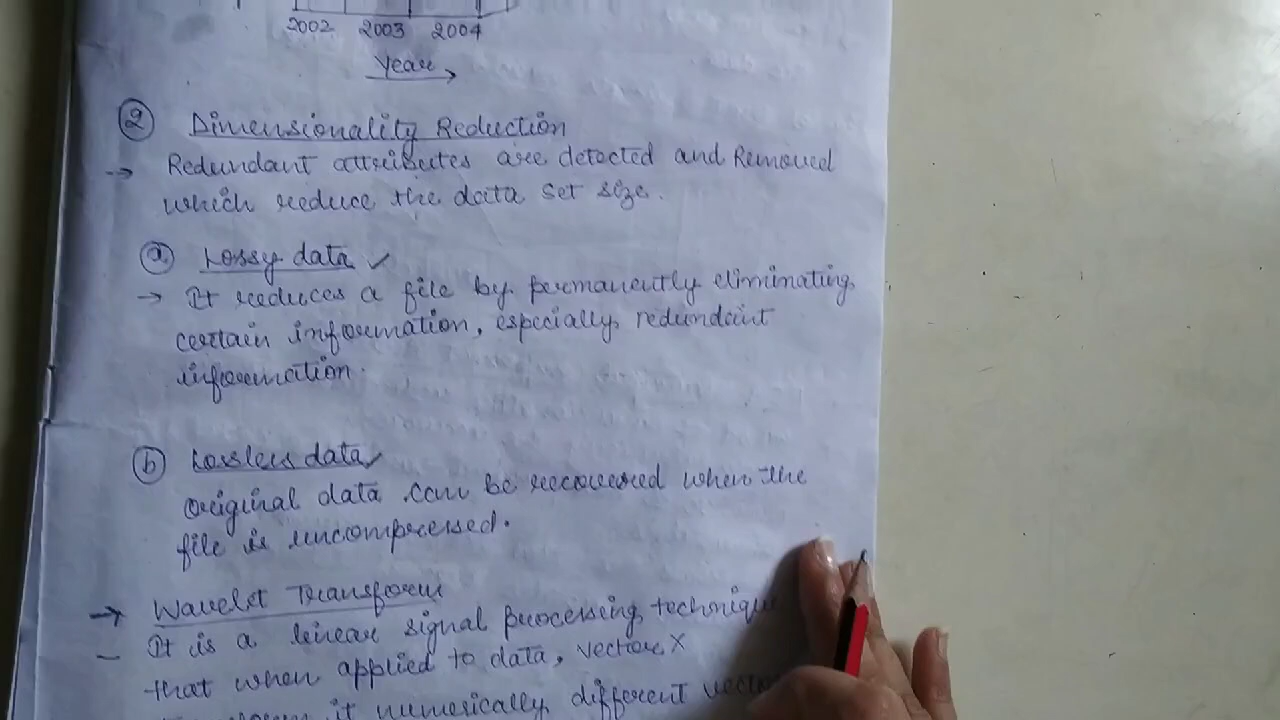 2002 2003 2004
Year
② Dimensionality Reduction
→ Redundant attributes are detected and Removed
which reduce the data set size.
ⓐ Lossy data ✓
→ It reduces a file by permanently eliminating
certain information, especially redundant
information.
ⓑ Lossless data ✓
Original data can be recovered when the
file is uncompressed.
→ Wavelet Transform
- It is a linear signal processing technique
that when applied to data, vector X
it numerically different